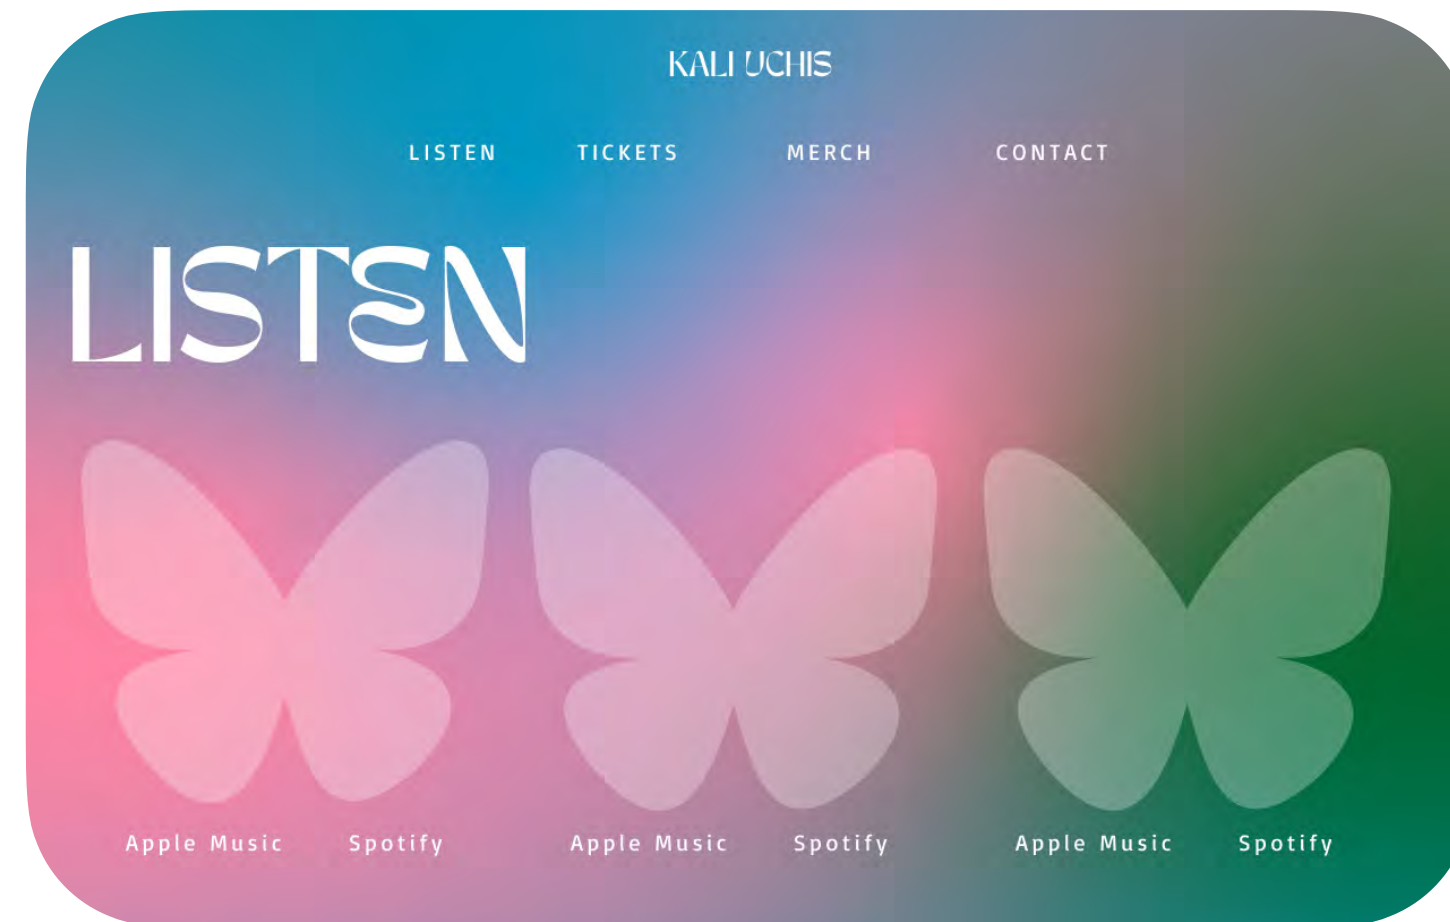 KALI UCHIS
LISTEN TICKETS MERCH CONTACT
LISTEN
Apple Music Spotify Apple Music Spotify Apple Music Spotify